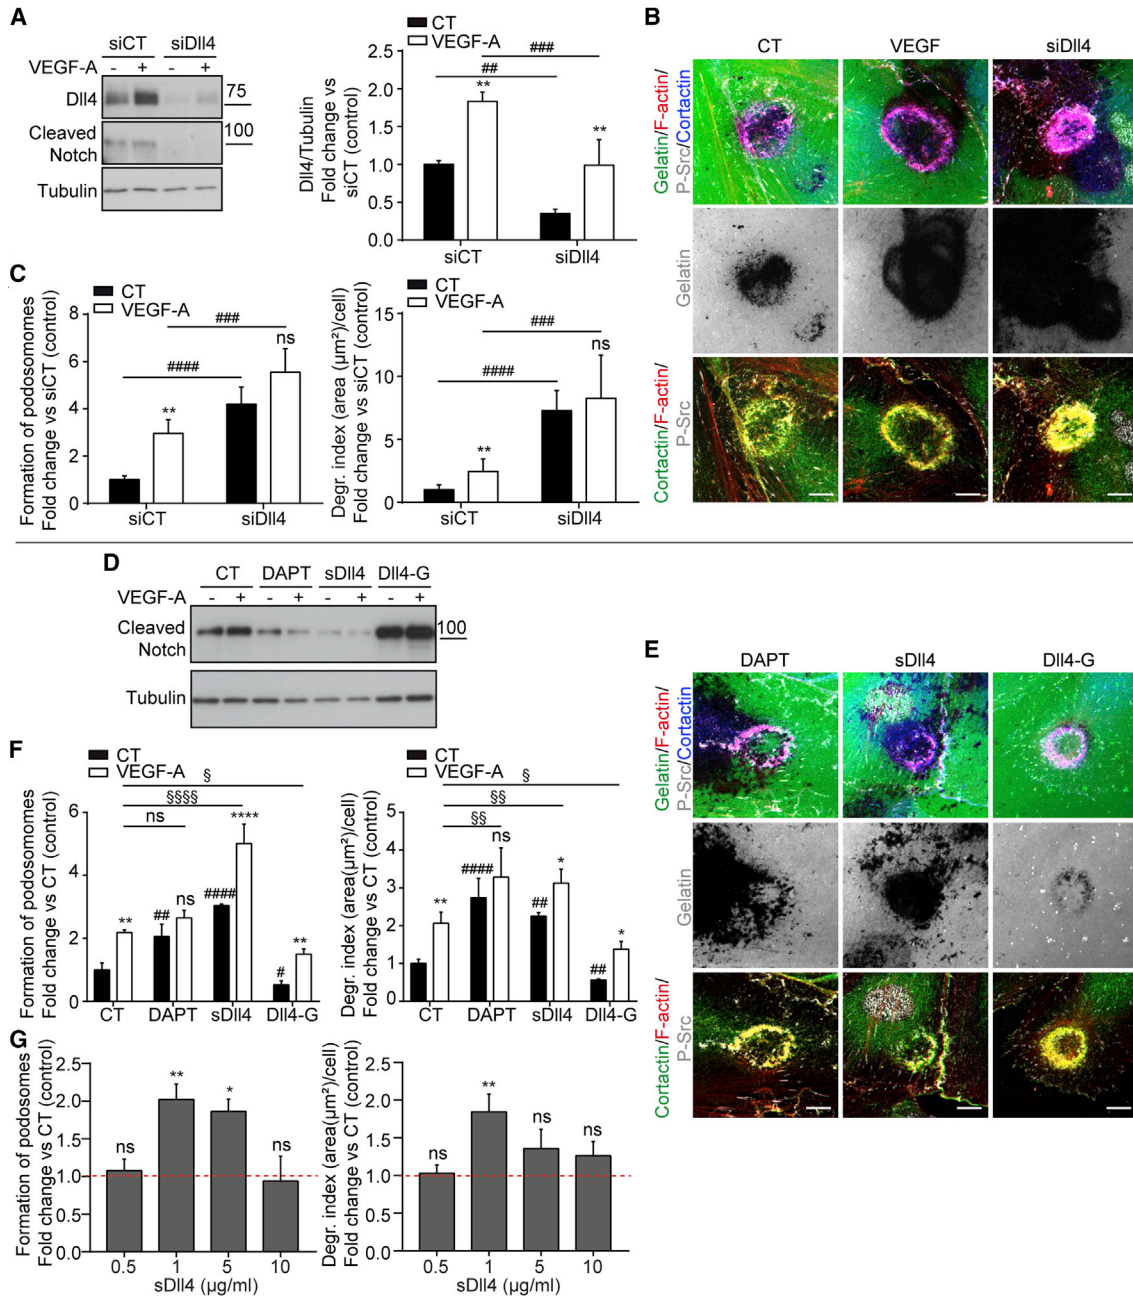 A
siCT siDll4
VEGF-A - + - +
Dll4
75
Cleaved
Notch
100
Tubulin
CT
VEGF-A
Dll4/Tubulin
Fold change vs
siCT (control)
2.5
2.0
1.5
1.0
0.5
0.0
###
##
**
**
siCT siDll4
B
CT VEGF siDll4
Gelatin/F-actin/
P-Src/Cortactin
Gelatin
Cortactin/F-actin/
P-Src
C
CT
VEGF-A
Formation of podosomes
Fold change vs siCT (control)
8
6
4
2
0
###
ns
####
**
siCT siDll4
CT
VEGF-A
Degr. index (area (µm²)/cell)
Fold change vs siCT (control)
15
10
5
0
###
ns
####
**
siCT siDll4
D
CT DAPT sDll4 Dll4-G
VEGF-A - + - + - + - +
Cleaved
Notch
100
Tubulin
E
DAPT sDll4 Dll4-G
Gelatin/F-actin/
P-Src/Cortactin
Gelatin
Cortactin/F-actin/
P-Src
F
CT
VEGF-A
Formation of podosomes
Fold change vs CT (control)
6
4
2
0
§
§§§§
ns
****
** ## ns #### # **
CT DAPT sDll4 Dll4-G
CT
VEGF-A
Degr. index (area(µm²)/cell)
Fold change vs CT (control)
5
4
3
2
1
0
§
§§
§§
ns
** #### ## * ## *
CT DAPT sDll4 Dll4-G
G
Formation of podosomes
Fold change vs CT (control)
2.5
2.0
1.5
1.0
0.5
0.0
ns ** * ns
0.5 1 5 10
sDll4 (µg/ml)
Degr. index (area(µm²)/cell)
Fold change vs CT (control)
2.5
2.0
1.5
1.0
0.5
0.0
ns ** ns ns
0.5 1 5 10
sDll4 (µg/ml)